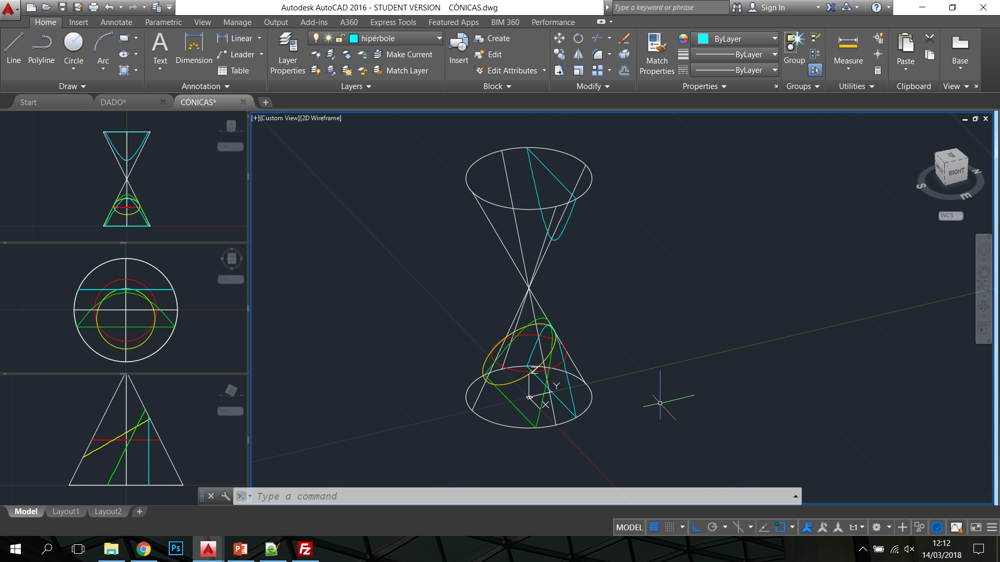 Autodesk AutoCAD 2016 - STUDENT VERSION CÓNICAS.dwg
Type a keyword or phrase
Sign In
Home Insert Annotate Parametric View Manage Output Add-ins A360 Express Tools Featured Apps BIM 360 Performance
Line Polyline Circle Arc
Draw
Text Dimension
Linear
Leader
Table
Annotation
Layer Properties
hipérbole
Make Current
Match Layer
Layers
Insert
Create
Edit
Edit Attributes
Block
Modify
Match Properties
ByLayer
ByLayer
ByLayer
Properties
Group
Groups
Measure
Utilities
Paste
Clipboard
Base
View
Start DADO* CÓNICAS*
[+][Custom View][2D Wireframe]
TOP
RIGHT
N
S
E
WCS
N
W E
S
Y
X
Type a command
Model Layout1 Layout2
MODEL
1:1
Ps
12:12
14/03/2018